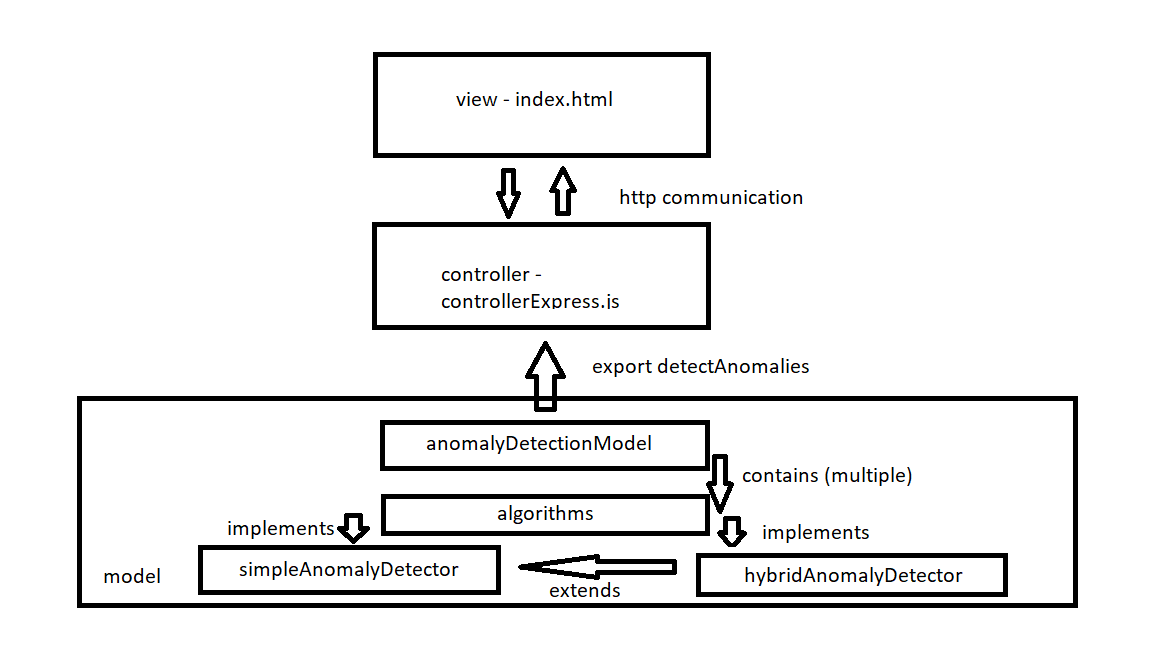 view - index.html
http communication
controller -
controllerExpress.js
export detectAnomalies
anomalyDetectionModel
contains (multiple)
algorithms
implements
implements
simpleAnomalyDetector
hybridAnomalyDetector
model
extends